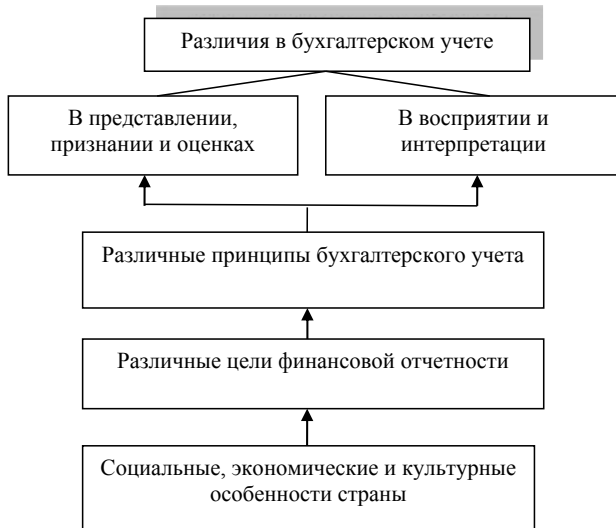 Различия в бухгалтерском учете
В представлении,
признании и оценках
В восприятии и
интерпретации
Различные принципы бухгалтерского учета
Различные цели финансовой отчетности
Социальные, экономические и культурные
особенности страны